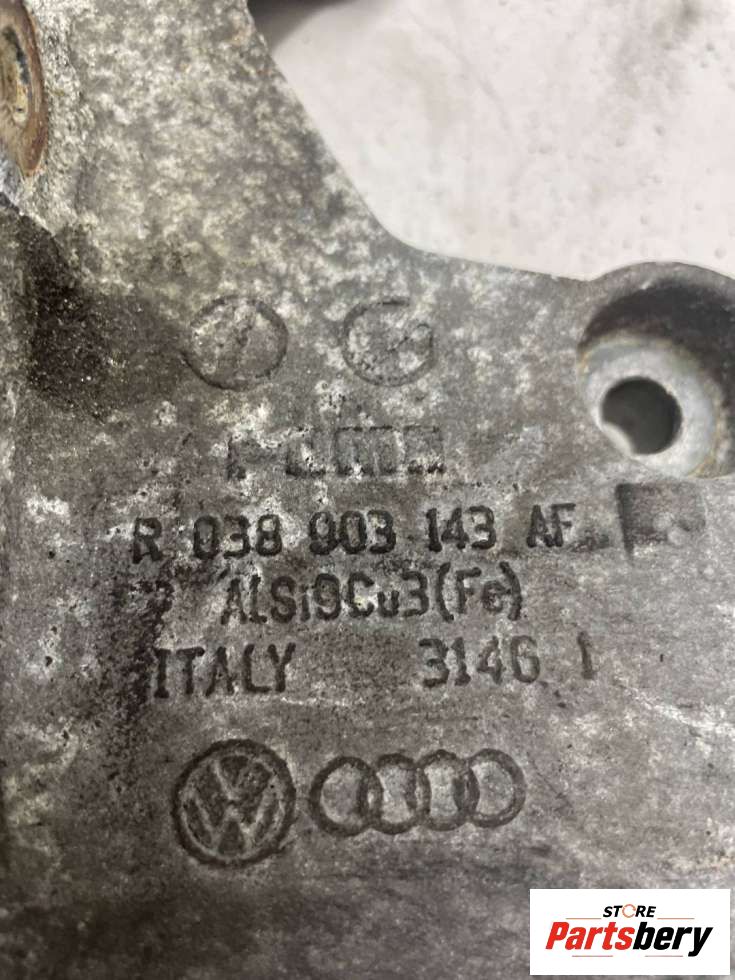 R 038 903 143 AF
ALSi9Cu3(Fe)
ITALY 3146 1
STORE
Partsbery